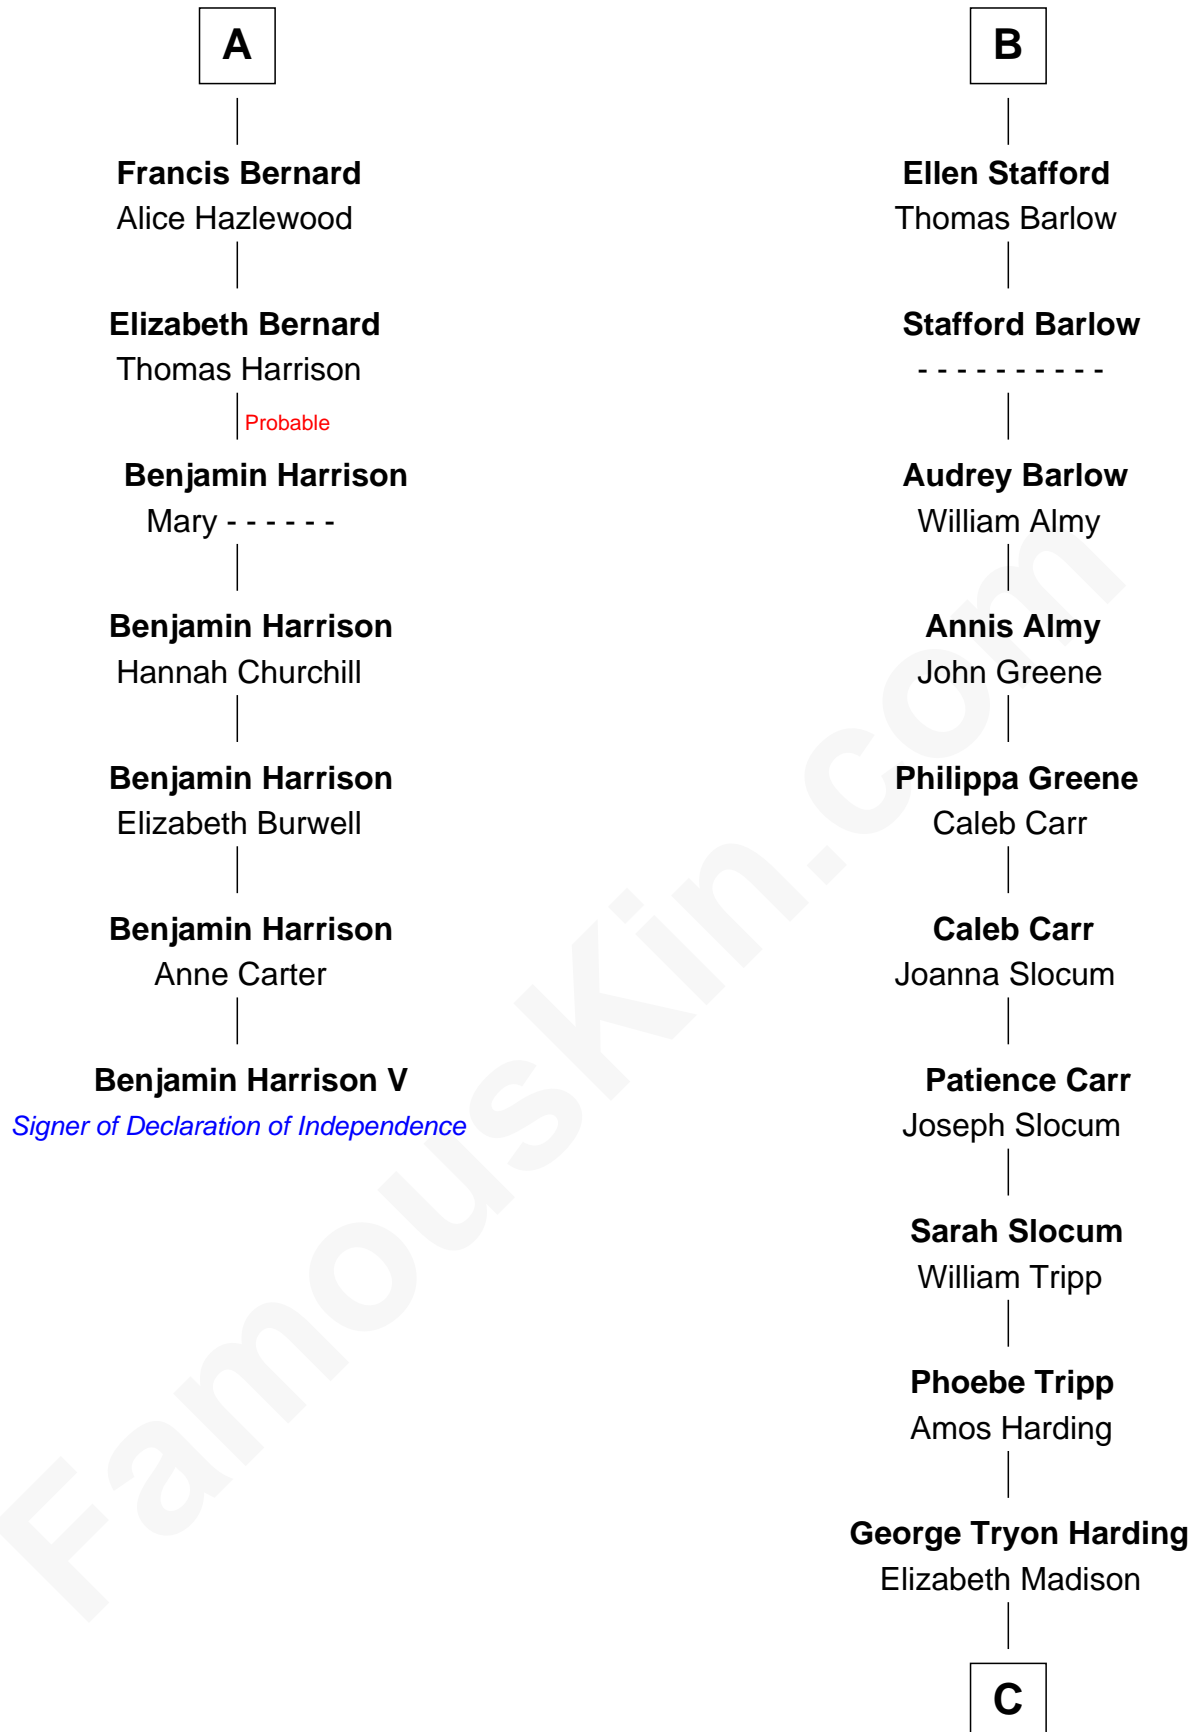 A
Francis Bernard
Alice Hazlewood
Elizabeth Bernard
Thomas Harrison
Probable
Benjamin Harrison
Mary - - - - - -
Benjamin Harrison
Hannah Churchill
Benjamin Harrison
Elizabeth Burwell
Benjamin Harrison
Anne Carter
Benjamin Harrison V
Signer of Declaration of Independence
B
Ellen Stafford
Thomas Barlow
Stafford Barlow
- - - - - - - - - -
Audrey Barlow
William Almy
Annis Almy
John Greene
Philippa Greene
Caleb Carr
Caleb Carr
Joanna Slocum
Patience Carr
Joseph Slocum
Sarah Slocum
William Tripp
Phoebe Tripp
Amos Harding
George Tryon Harding
Elizabeth Madison
C
FamousKin.com